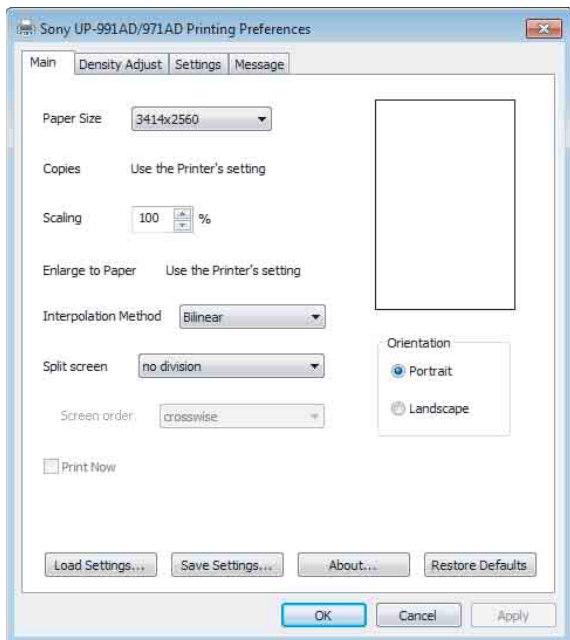 Sony UP-991AD/971AD Printing Preferences
Main Density Adjust Settings Message
Paper Size 3414x2560
Copies Use the Printer's setting
Scaling 100 %
Enlarge to Paper Use the Printer's setting
Interpolation Method Bilinear
Orientation
Split screen no division
Portrait
Screen order crosswise
Landscape
Print Now
Load Settings... Save Settings... About... Restore Defaults
OK Cancel Apply